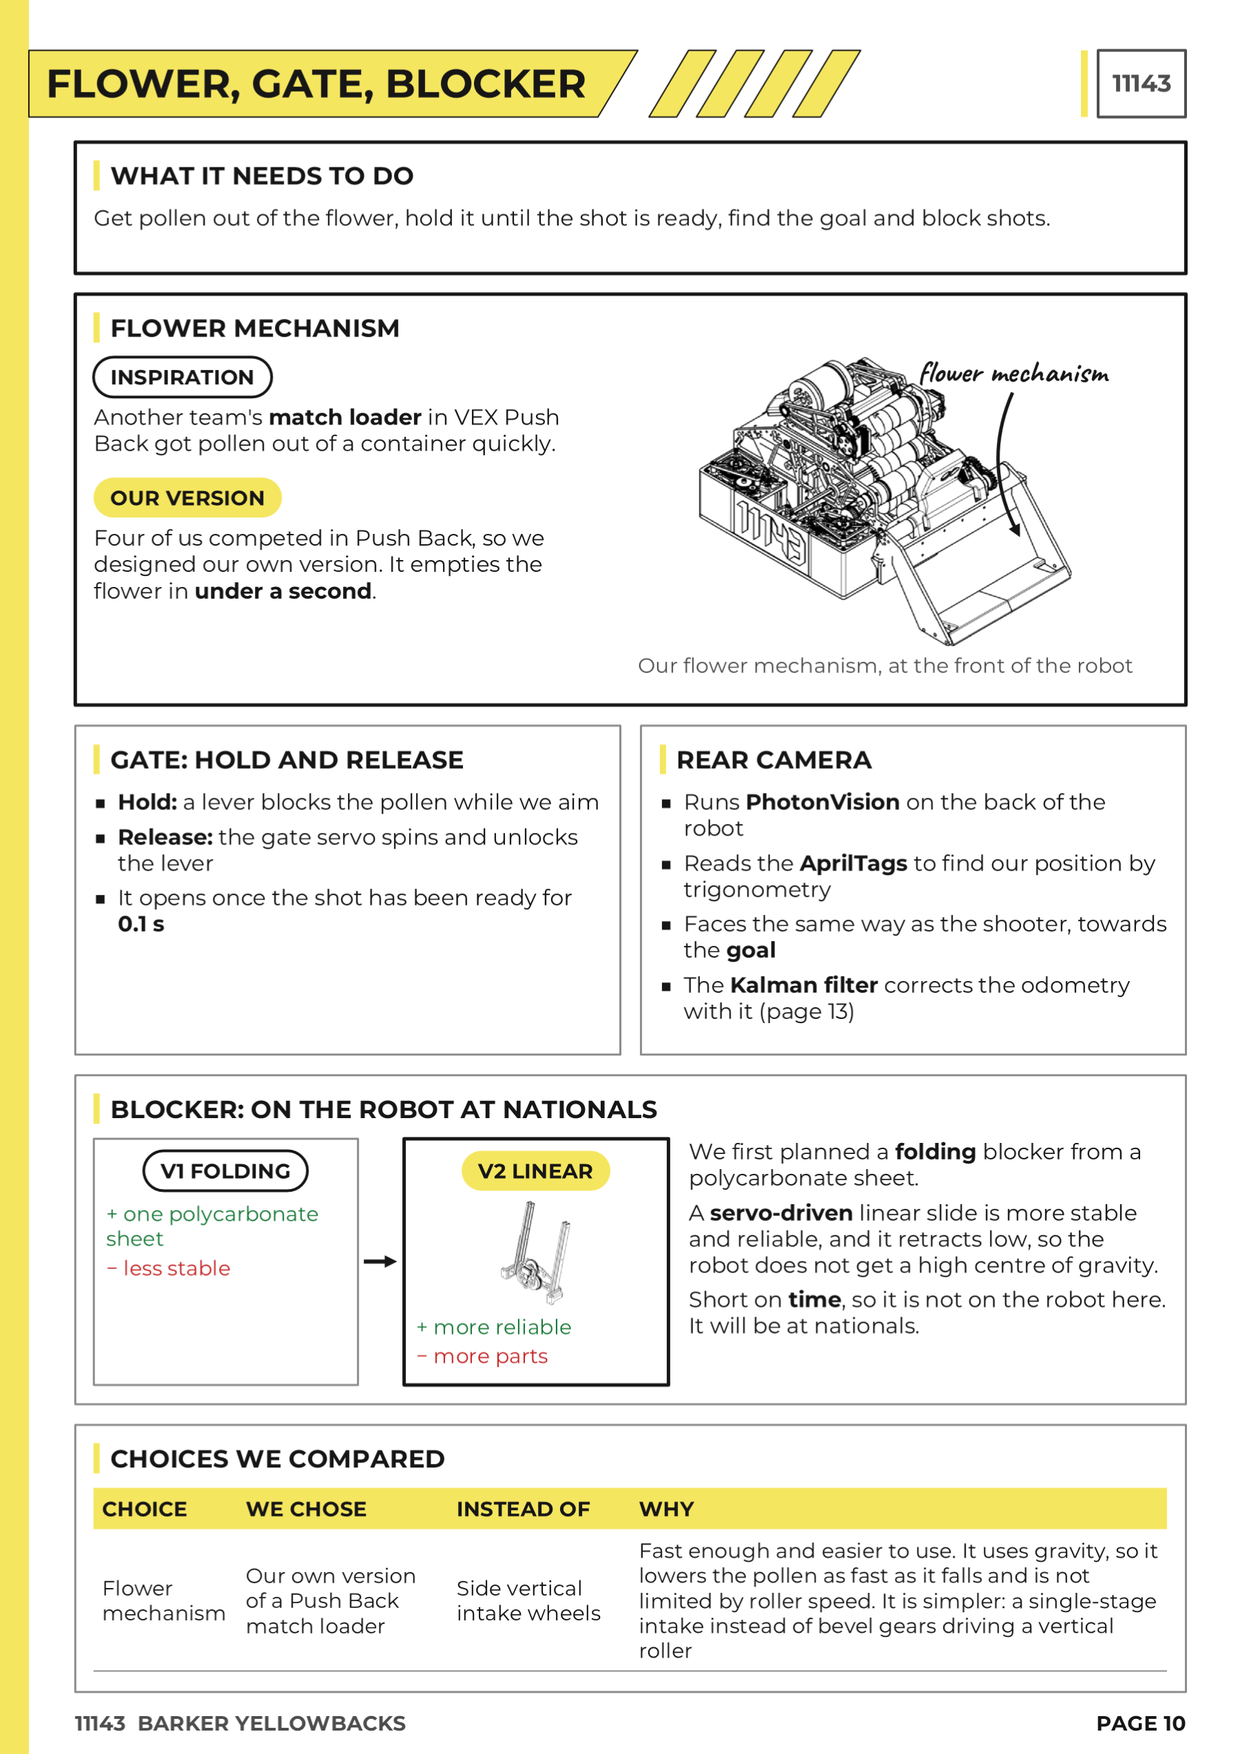 FLOWER, GATE, BLOCKER
11143
WHAT IT NEEDS TO DO
Get pollen out of the flower, hold it until the shot is ready, find the goal and block shots.
FLOWER MECHANISM
INSPIRATION
Another team's match loader in VEX Push
Back got pollen out of a container quickly.
OUR VERSION
Four of us competed in Push Back, so we
designed our own version. It empties the
flower in under a second.
flower mechanism
11143
Our flower mechanism, at the front of the robot
GATE: HOLD AND RELEASE
▪ Hold: a lever blocks the pollen while we aim
▪ Release: the gate servo spins and unlocks
the lever
▪ It opens once the shot has been ready for
0.1 s
REAR CAMERA
▪ Runs PhotonVision on the back of the
robot
▪ Reads the AprilTags to find our position by
trigonometry
▪ Faces the same way as the shooter, towards
the goal
▪ The Kalman filter corrects the odometry
with it (page 13)
BLOCKER: ON THE ROBOT AT NATIONALS
V1 FOLDING
+ one polycarbonate
sheet
− less stable
V2 LINEAR
+ more reliable
− more parts
We first planned a folding blocker from a
polycarbonate sheet.
A servo-driven linear slide is more stable
and reliable, and it retracts low, so the
robot does not get a high centre of gravity.
Short on time, so it is not on the robot here.
It will be at nationals.
CHOICES WE COMPARED
CHOICE WE CHOSE INSTEAD OF WHY
Flower
mechanism
Our own version
of a Push Back
match loader
Side vertical
intake wheels
Fast enough and easier to use. It uses gravity, so it
lowers the pollen as fast as it falls and is not
limited by roller speed. It is simpler: a single-stage
intake instead of bevel gears driving a vertical
roller
11143 BARKER YELLOWBACKS
PAGE 10